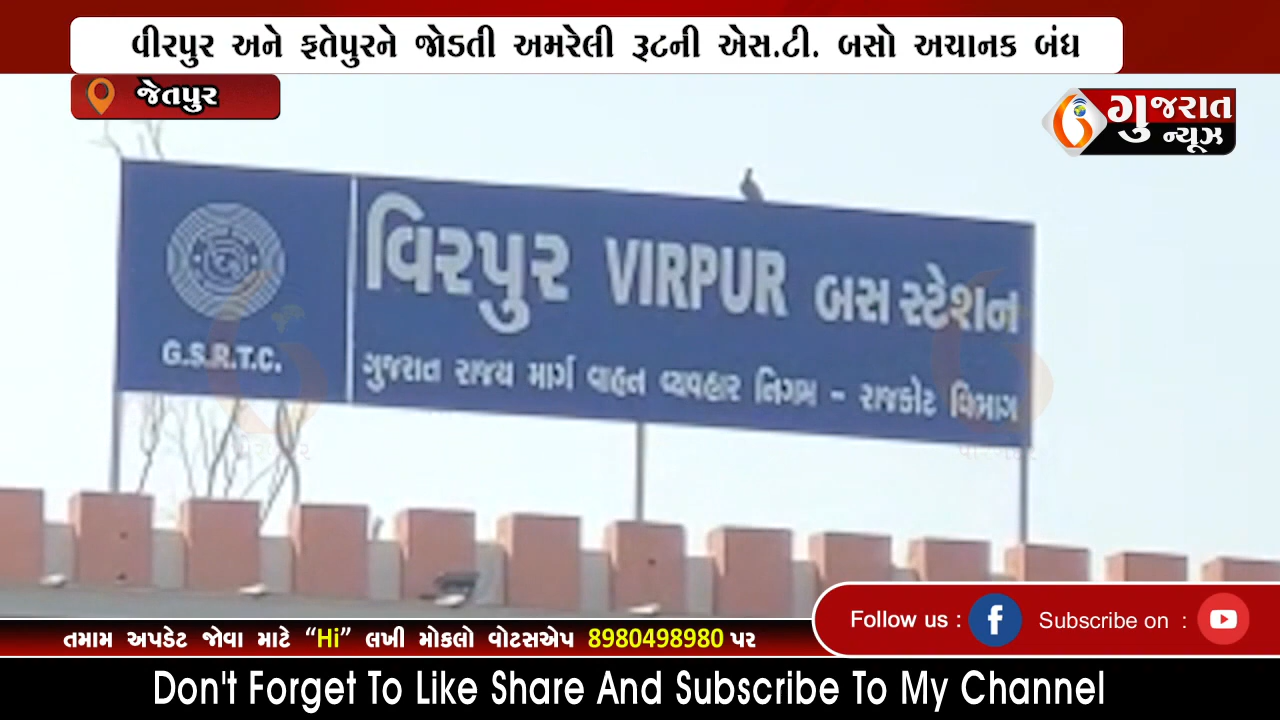 વીરપુર અને ફતેપુરને જોડતી અમરેલી રૂટની એસ.ટી. બસો અચાનક બંધ
જેતપુર
ગુજરાત
ન્યૂઝ
વિરપુર VIRPUR બસ સ્ટેશન
G.S.R.T.C.
ગુજરાત રાજ્ય માર્ગ વાહન વ્યવહાર નિગમ - રાજકોટ વિભાગ
Follow us :
Subscribe on :
તમામ અપડેટ જોવા માટે “Hi” લખી મોકલો વોટસએપ 8980498980 પર
Don't Forget To Like Share And Subscribe To My Channel